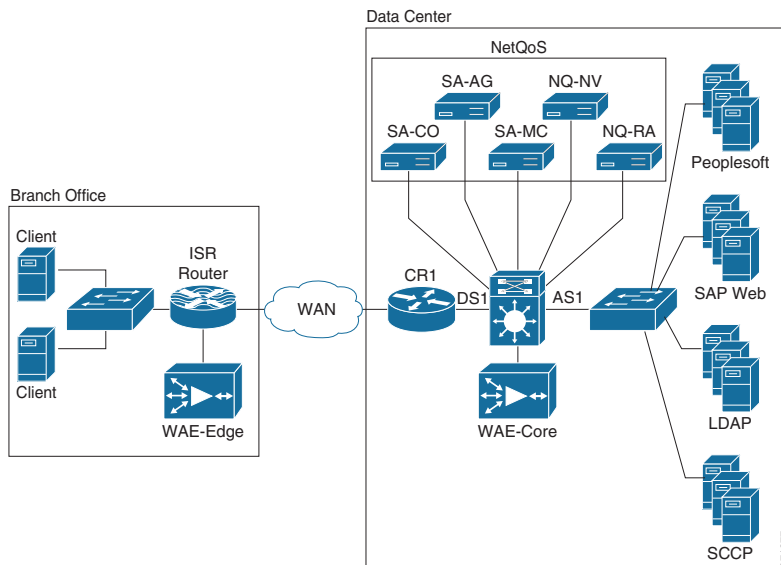 Data Center
NetQoS
SA-AG
NQ-NV
SA-CO
SA-MC
NQ-RA
Peoplesoft
Branch Office
Client
ISR
Router
WAN
CR1
DS1
AS1
SAP Web
Client
WAE-Edge
WAE-Core
LDAP
SCCP